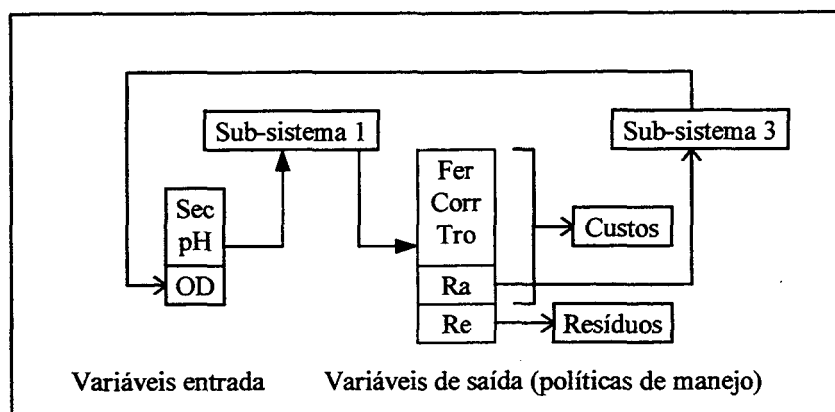 Sub-sistema 1
Sub-sistema 3
Sec
pH
OD
Fer
Corr
Tro
Ra
Re
Custos
Resíduos
Variáveis entrada
Variáveis de saída (políticas de manejo)